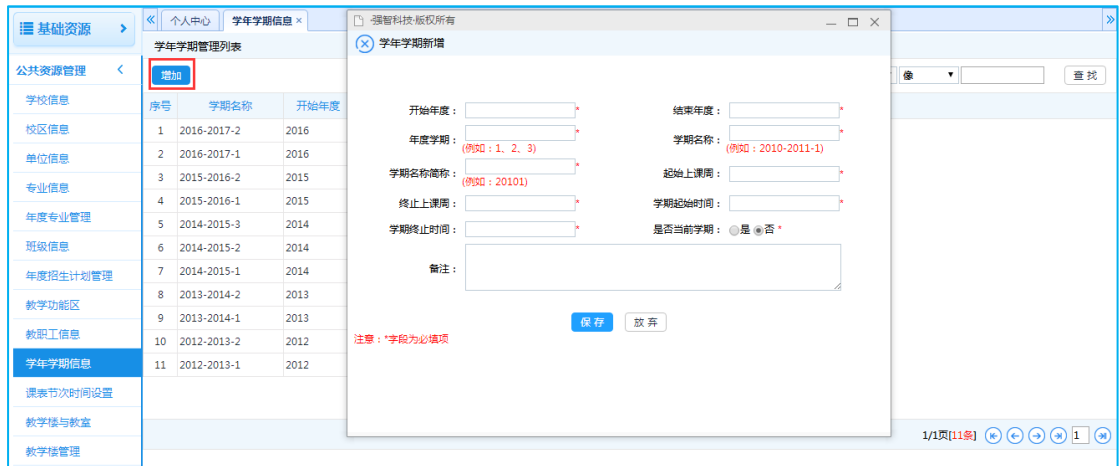 基础资源
公共资源管理
学校信息
校区信息
单位信息
专业信息
年度专业管理
班级信息
年度招生计划管理
教学功能区
教职工信息
学年学期信息
课表节次时间设置
教学楼与教室
教学楼管理
个人中心 学年学期信息 ×
学年学期管理列表
增加
像 查 找
序号 学期名称 开始年度
1 2016-2017-2 2016
2 2016-2017-1 2016
3 2015-2016-2 2015
4 2015-2016-1 2015
5 2014-2015-3 2014
6 2014-2015-2 2014
7 2014-2015-1 2014
8 2013-2014-2 2013
9 2013-2014-1 2013
10 2012-2013-2 2012
11 2012-2013-1 2012
强智科技·版权所有
学年学期新增
开始年度： * 结束年度： *
年度学期： * 学期名称： *
(例如：1、2、3) (例如：2010-2011-1)
学期名称简称： * 起始上课周： *
(例如：20101)
终止上课周： * 学期起始时间： *
学期终止时间： * 是否当前学期： 是 否 *
备注：
保 存 放 弃
注意：*字段为必填项
1/1页[11条] 1